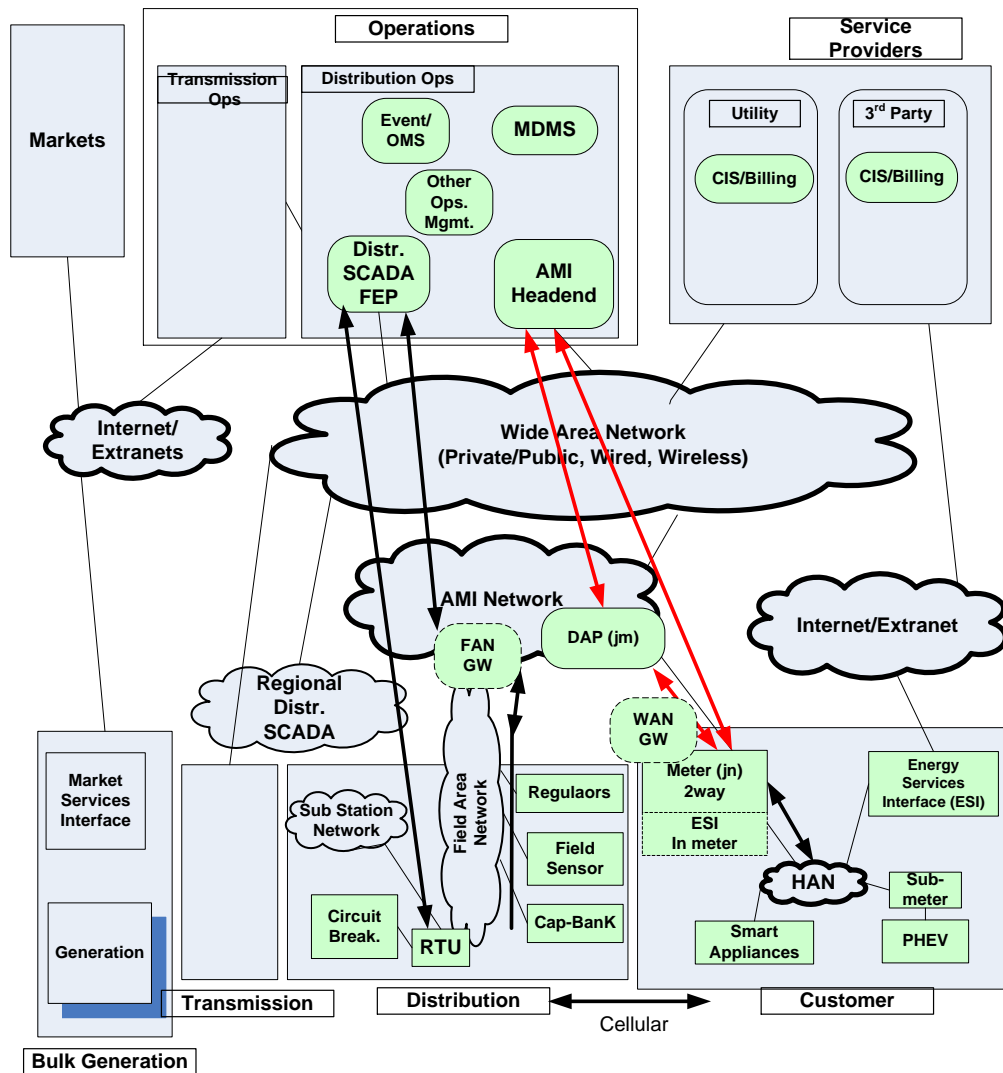 Operations
Service
Providers
Markets
Transmission
Ops
Distribution Ops
Event/
OMS
MDMS
Other
Ops.
Mgmt.
Distr.
SCADA
FEP
AMI
Headend
Utility
3rd Party
CIS/Billing
CIS/Billing
Internet/
Extranets
Wide Area Network
(Private/Public, Wired, Wireless)
AMI Network
FAN
GW
DAP (jm)
Internet/Extranet
Regional
Distr.
SCADA
WAN
GW
Market
Services
Interface
Generation
Sub Station
Network
Field Area
Network
Regulaors
Field
Sensor
Cap-BanK
Circuit
Break.
RTU
Meter (jn)
2way
ESI
In meter
Energy
Services
Interface (ESI)
HAN
Sub-
meter
Smart
Appliances
PHEV
Transmission
Distribution
Customer
Cellular
Bulk Generation